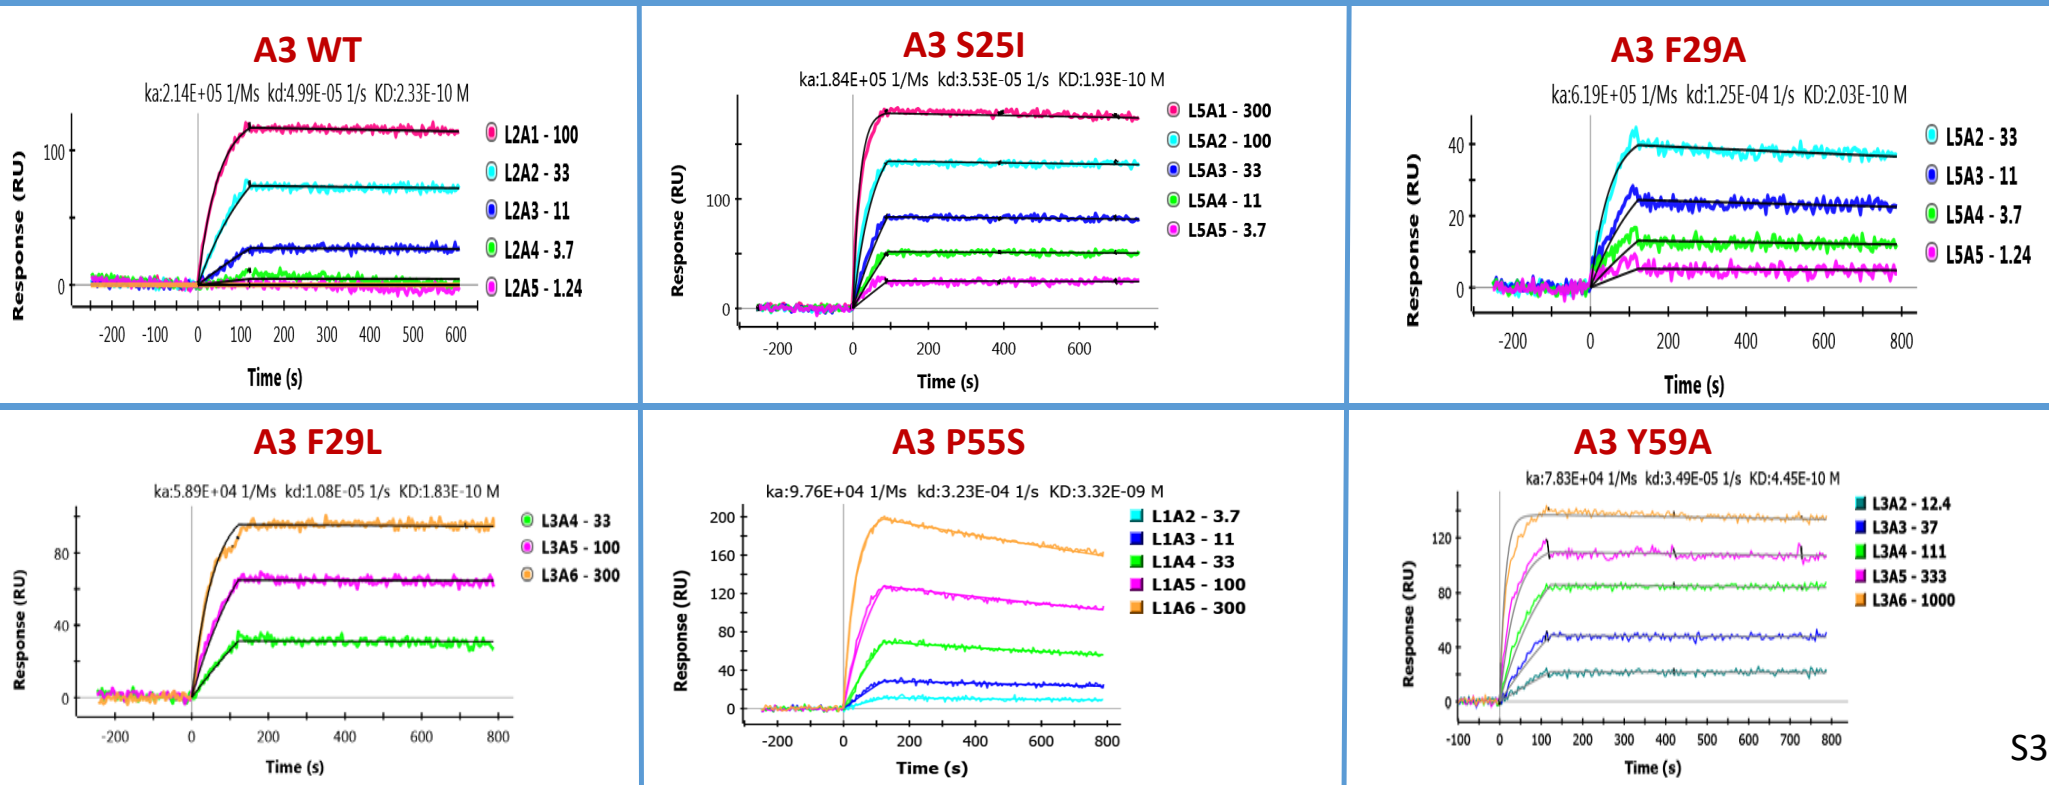 A3 WT
ka:2.14E+05 1/Ms kd:4.99E-05 1/s KD:2.33E-10 M
Response (RU)
100
0
-200 -100 0 100 200 300 400 500 600
Time (s)
L2A1 - 100
L2A2 - 33
L2A3 - 11
L2A4 - 3.7
L2A5 - 1.24
A3 S25I
ka:1.84E+05 1/Ms kd:3.53E-05 1/s KD:1.93E-10 M
Response (RU)
100
0
-200 0 200 400 600
Time (s)
L5A1 - 300
L5A2 - 100
L5A3 - 33
L5A4 - 11
L5A5 - 3.7
A3 F29A
ka:6.19E+05 1/Ms kd:1.25E-04 1/s KD:2.03E-10 M
Response (RU)
40
20
0
-200 0 200 400 600 800
Time (s)
L5A2 - 33
L5A3 - 11
L5A4 - 3.7
L5A5 - 1.24
A3 F29L
ka:5.89E+04 1/Ms kd:1.08E-05 1/s KD:1.83E-10 M
Response (RU)
80
40
0
-200 0 200 400 600 800
Time (s)
L3A4 - 33
L3A5 - 100
L3A6 - 300
A3 P55S
ka:9.76E+04 1/Ms kd:3.23E-04 1/s KD:3.32E-09 M
Response (RU)
200
160
120
80
40
0
-200 0 200 400 600 800
Time (s)
L1A2 - 3.7
L1A3 - 11
L1A4 - 33
L1A5 - 100
L1A6 - 300
A3 Y59A
ka:7.83E+04 1/Ms kd:3.49E-05 1/s KD:4.45E-10 M
Response (RU)
120
80
40
0
-100 0 100 200 300 400 500 600 700 800
Time (s)
L3A2 - 12.4
L3A3 - 37
L3A4 - 111
L3A5 - 333
L3A6 - 1000
S3